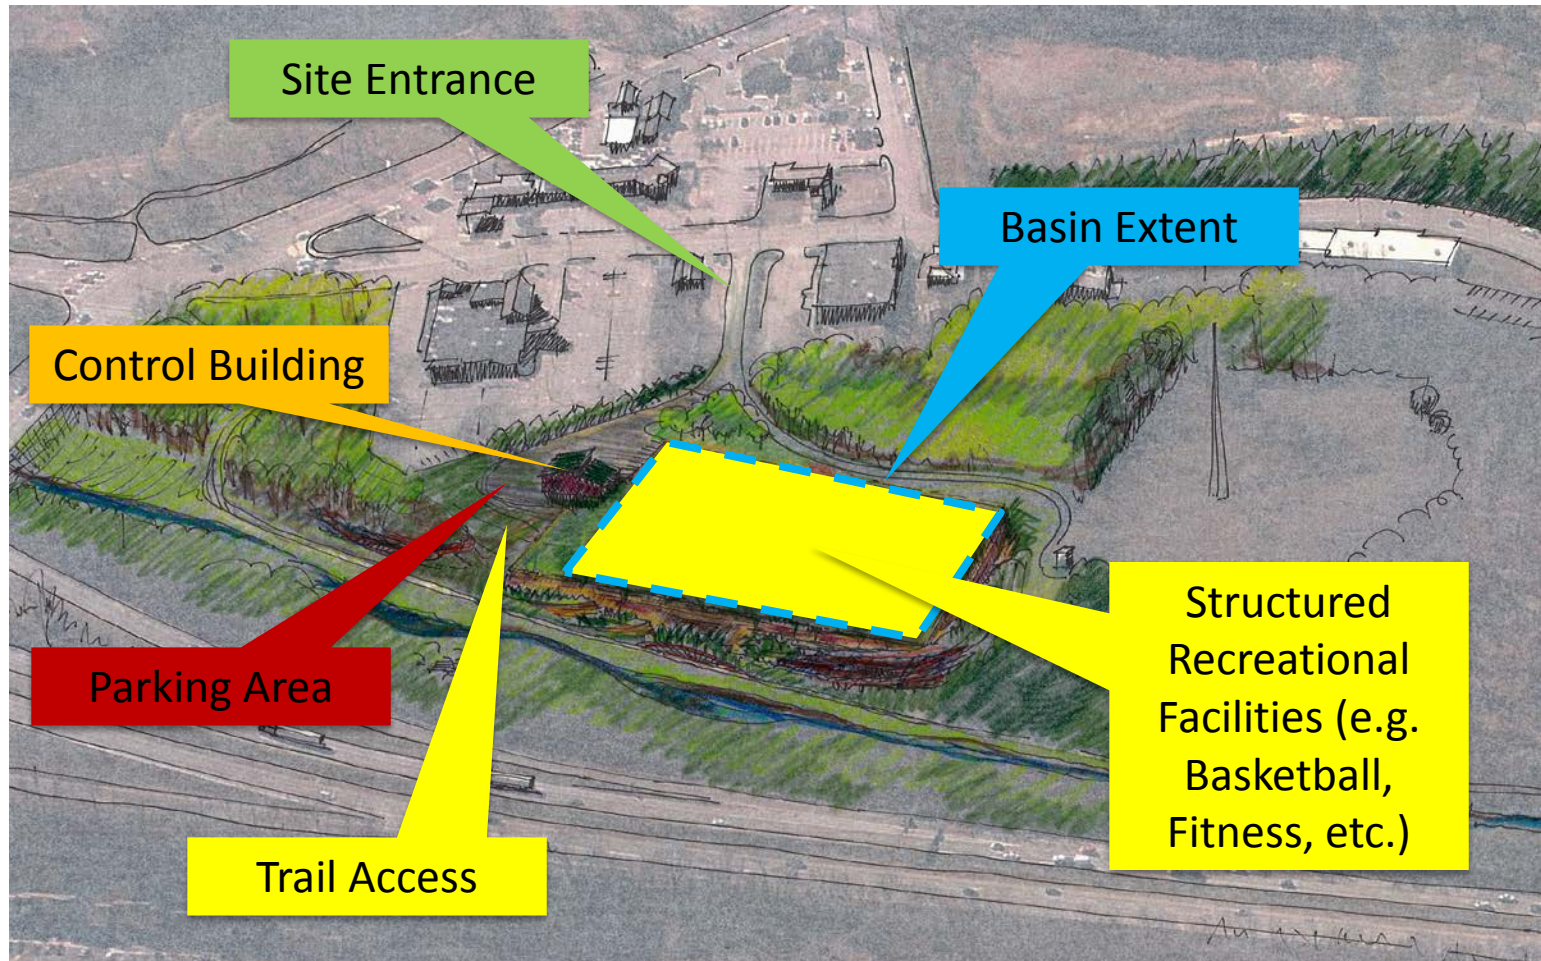 Site Entrance
Basin Extent
Control Building
Parking Area
Trail Access
Structured
Recreational
Facilities (e.g.
Basketball,
Fitness, etc.)